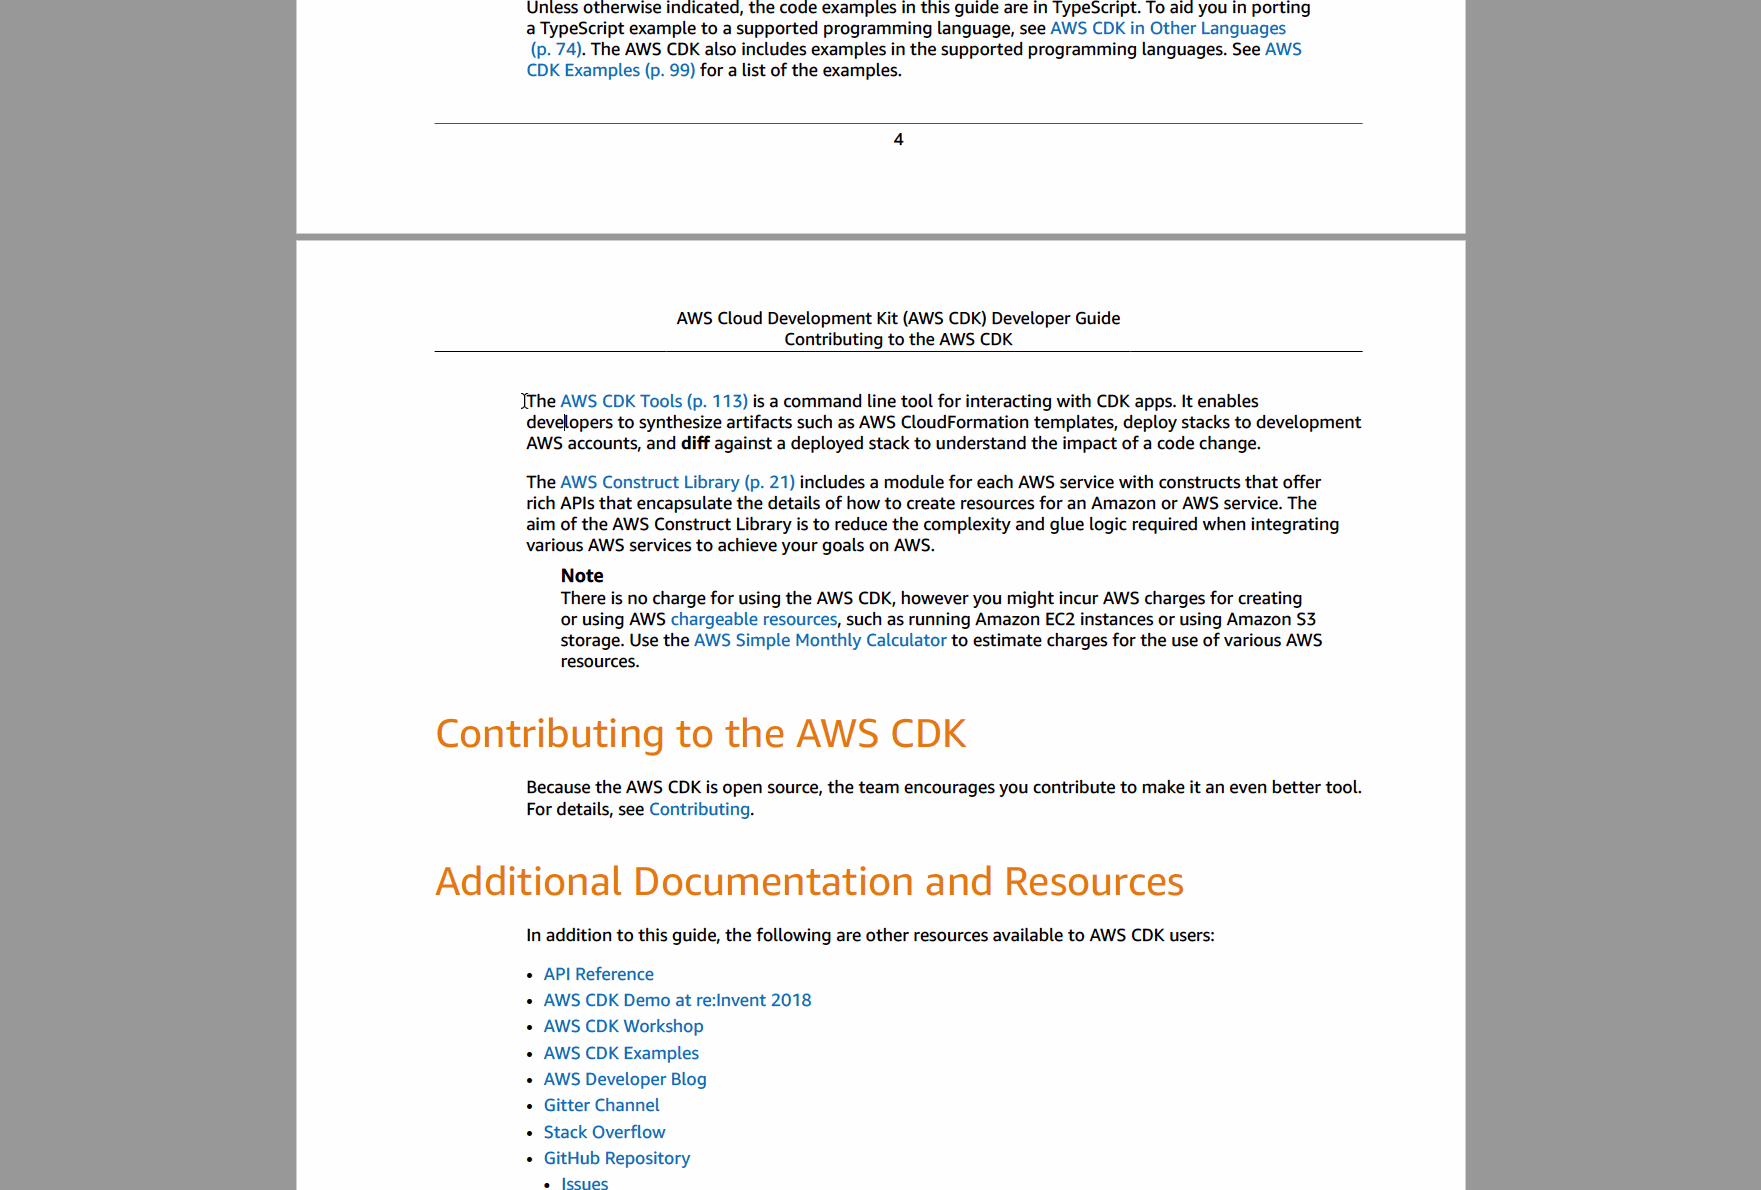 Unless otherwise indicated, the code examples in this guide are in TypeScript. To aid you in porting
a TypeScript example to a supported programming language, see AWS CDK in Other Languages
(p. 74). The AWS CDK also includes examples in the supported programming languages. See AWS
CDK Examples (p. 99) for a list of the examples.
4
AWS Cloud Development Kit (AWS CDK) Developer Guide
Contributing to the AWS CDK
The AWS CDK Tools (p. 113) is a command line tool for interacting with CDK apps. It enables
developers to synthesize artifacts such as AWS CloudFormation templates, deploy stacks to development
AWS accounts, and diff against a deployed stack to understand the impact of a code change.
The AWS Construct Library (p. 21) includes a module for each AWS service with constructs that offer
rich APIs that encapsulate the details of how to create resources for an Amazon or AWS service. The
aim of the AWS Construct Library is to reduce the complexity and glue logic required when integrating
various AWS services to achieve your goals on AWS.
Note
There is no charge for using the AWS CDK, however you might incur AWS charges for creating
or using AWS chargeable resources, such as running Amazon EC2 instances or using Amazon S3
storage. Use the AWS Simple Monthly Calculator to estimate charges for the use of various AWS
resources.
Contributing to the AWS CDK
Because the AWS CDK is open source, the team encourages you contribute to make it an even better tool.
For details, see Contributing.
Additional Documentation and Resources
In addition to this guide, the following are other resources available to AWS CDK users:
• API Reference
• AWS CDK Demo at re:Invent 2018
• AWS CDK Workshop
• AWS CDK Examples
• AWS Developer Blog
• Gitter Channel
• Stack Overflow
• GitHub Repository
• Issues